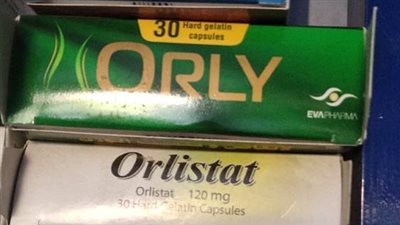 30 Hard gelatin
capsules
ORLY
EVAPHARMA
Orlistat
Orlistat 120 mg
30 Hard Gelatin Capsules